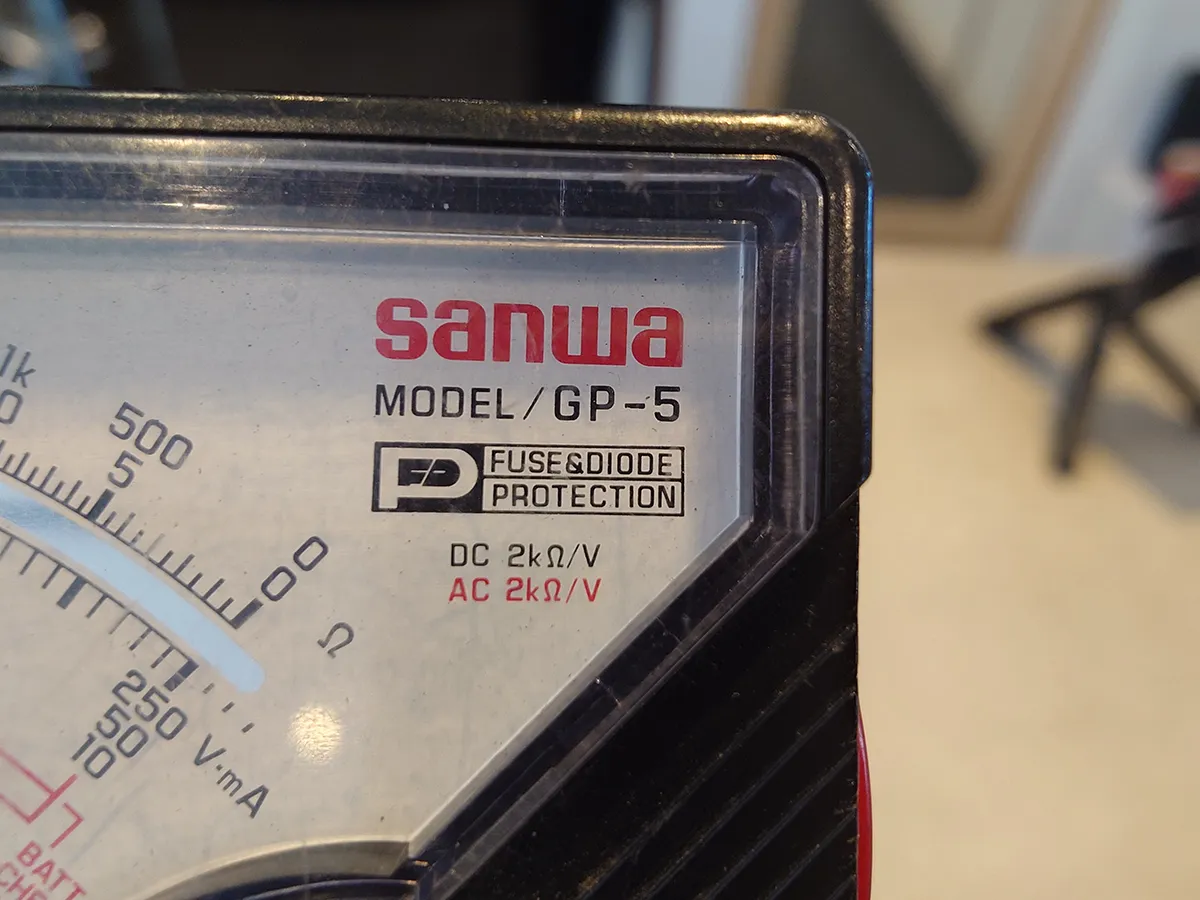 sanwa
MODEL/GP-5
P FUSE&DIODE
PROTECTION
DC 2kΩ/V
AC 2kΩ/V
1k 500
0 5
0
0
Ω
250
50
10
V·mA
BATT